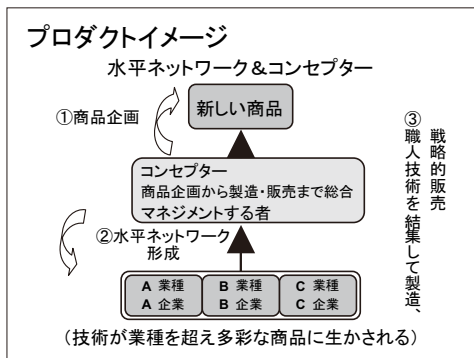 プロダクトイメージ
水平ネットワーク＆コンセプター
新しい商品
①商品企画
コンセプター
商品企画から製造・販売まで総合
マネジメントする者
②水平ネットワーク
形成
A 業種
A 企業
B 業種
B 企業
C 業種
C 企業
（技術が業種を超え多彩な商品に生かされる）
③職人技術を結集して製造、
戦略的販売